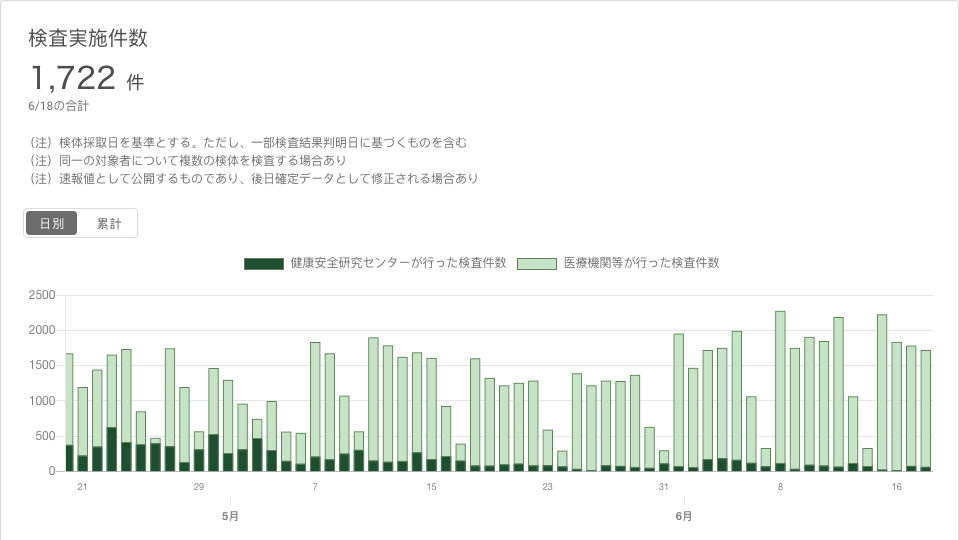 検査実施件数
1,722 件
6/18の合計
（注）検体採取日を基準とする。ただし、一部検査結果判明日に基づくものを含む
（注）同一の対象者について複数の検体を検査する場合あり
（注）速報値として公開するものであり、後日確定データとして修正される場合あり
日別 累計
健康安全研究センターが行った検査件数 医療機関等が行った検査件数
2500
2000
1500
1000
500
0
21 29 7 15 23 31 8 16
5月 6月